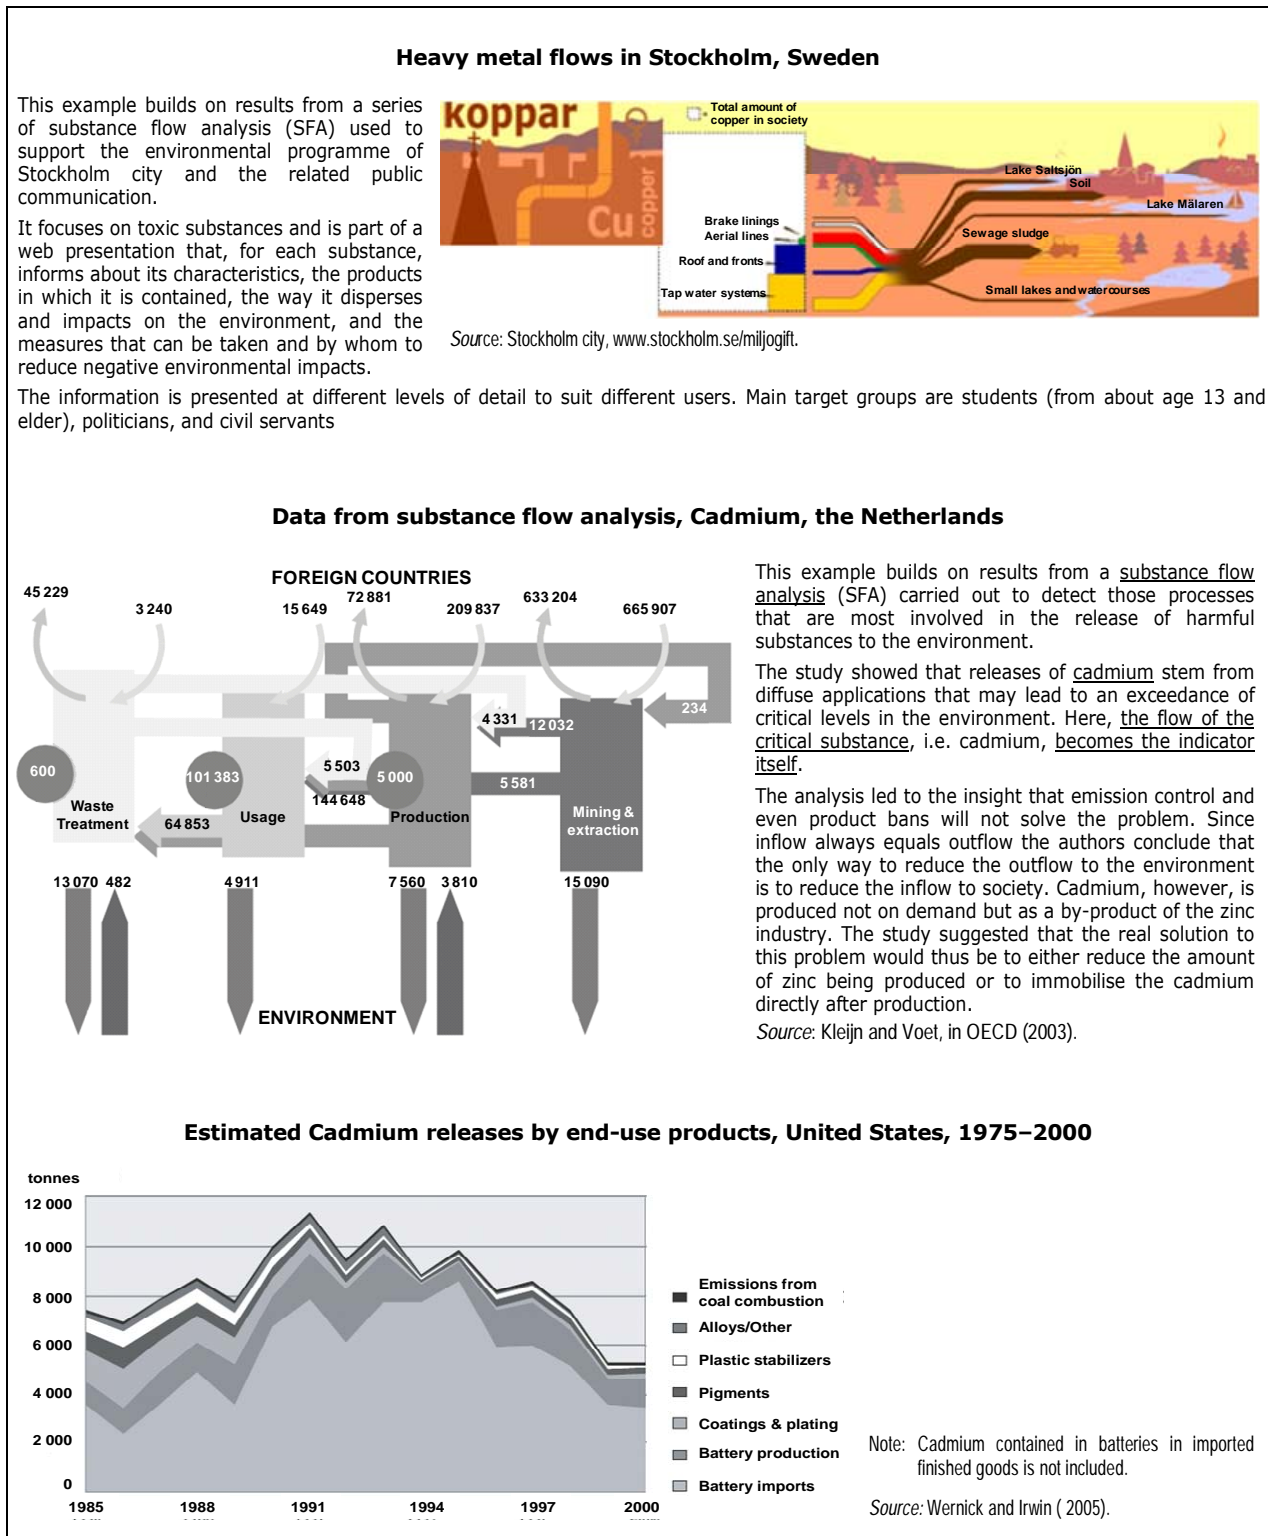 Heavy metal flows in Stockholm, Sweden
This example builds on results from a series
of substance flow analysis (SFA) used to
support the environmental programme of
Stockholm city and the related public
communication.
It focuses on toxic substances and is part of a
web presentation that, for each substance,
informs about its characteristics, the products
in which it is contained, the way it disperses
and impacts on the environment, and the
measures that can be taken and by whom to
reduce negative environmental impacts.
koppar
Cu
copper
Total amount of
copper in society
Brake linings
Aerial lines
Roof and fronts
Tap water systems
Lake Saltsjön
Soil
Lake Mälaren
Sewage sludge
Small lakes and watercourses
Source: Stockholm city, www.stockholm.se/miljogift.
The information is presented at different levels of detail to suit different users. Main target groups are students (from about age 13 and
elder), politicians, and civil servants
Data from substance flow analysis, Cadmium, the Netherlands
FOREIGN COUNTRIES
45 229
3 240
15 649
72 881
209 837
633 204
665 907
234
4 331
12 032
600
101 383
5 503
5 000
5 581
144 648
Waste
Treatment
64 853
Usage
Production
Mining &
extraction
13 070
482
4 911
7 560
3 810
15 090
ENVIRONMENT
This example builds on results from a substance flow
analysis (SFA) carried out to detect those processes
that are most involved in the release of harmful
substances to the environment.
The study showed that releases of cadmium stem from
diffuse applications that may lead to an exceedance of
critical levels in the environment. Here, the flow of the
critical substance, i.e. cadmium, becomes the indicator
itself.
The analysis led to the insight that emission control and
even product bans will not solve the problem. Since
inflow always equals outflow the authors conclude that
the only way to reduce the outflow to the environment
is to reduce the inflow to society. Cadmium, however, is
produced not on demand but as a by-product of the zinc
industry. The study suggested that the real solution to
this problem would thus be to either reduce the amount
of zinc being produced or to immobilise the cadmium
directly after production.
Source: Kleijn and Voet, in OECD (2003).
Estimated Cadmium releases by end-use products, United States, 1975–2000
tonnes
12 000
10 000
8 000
6 000
4 000
2 000
0
1985
1988
1991
1994
1997
2000
Emissions from
coal combustion
Alloys/Other
Plastic stabilizers
Pigments
Coatings & plating
Battery production
Battery imports
Note: Cadmium contained in batteries in imported
finished goods is not included.
Source: Wernick and Irwin ( 2005).